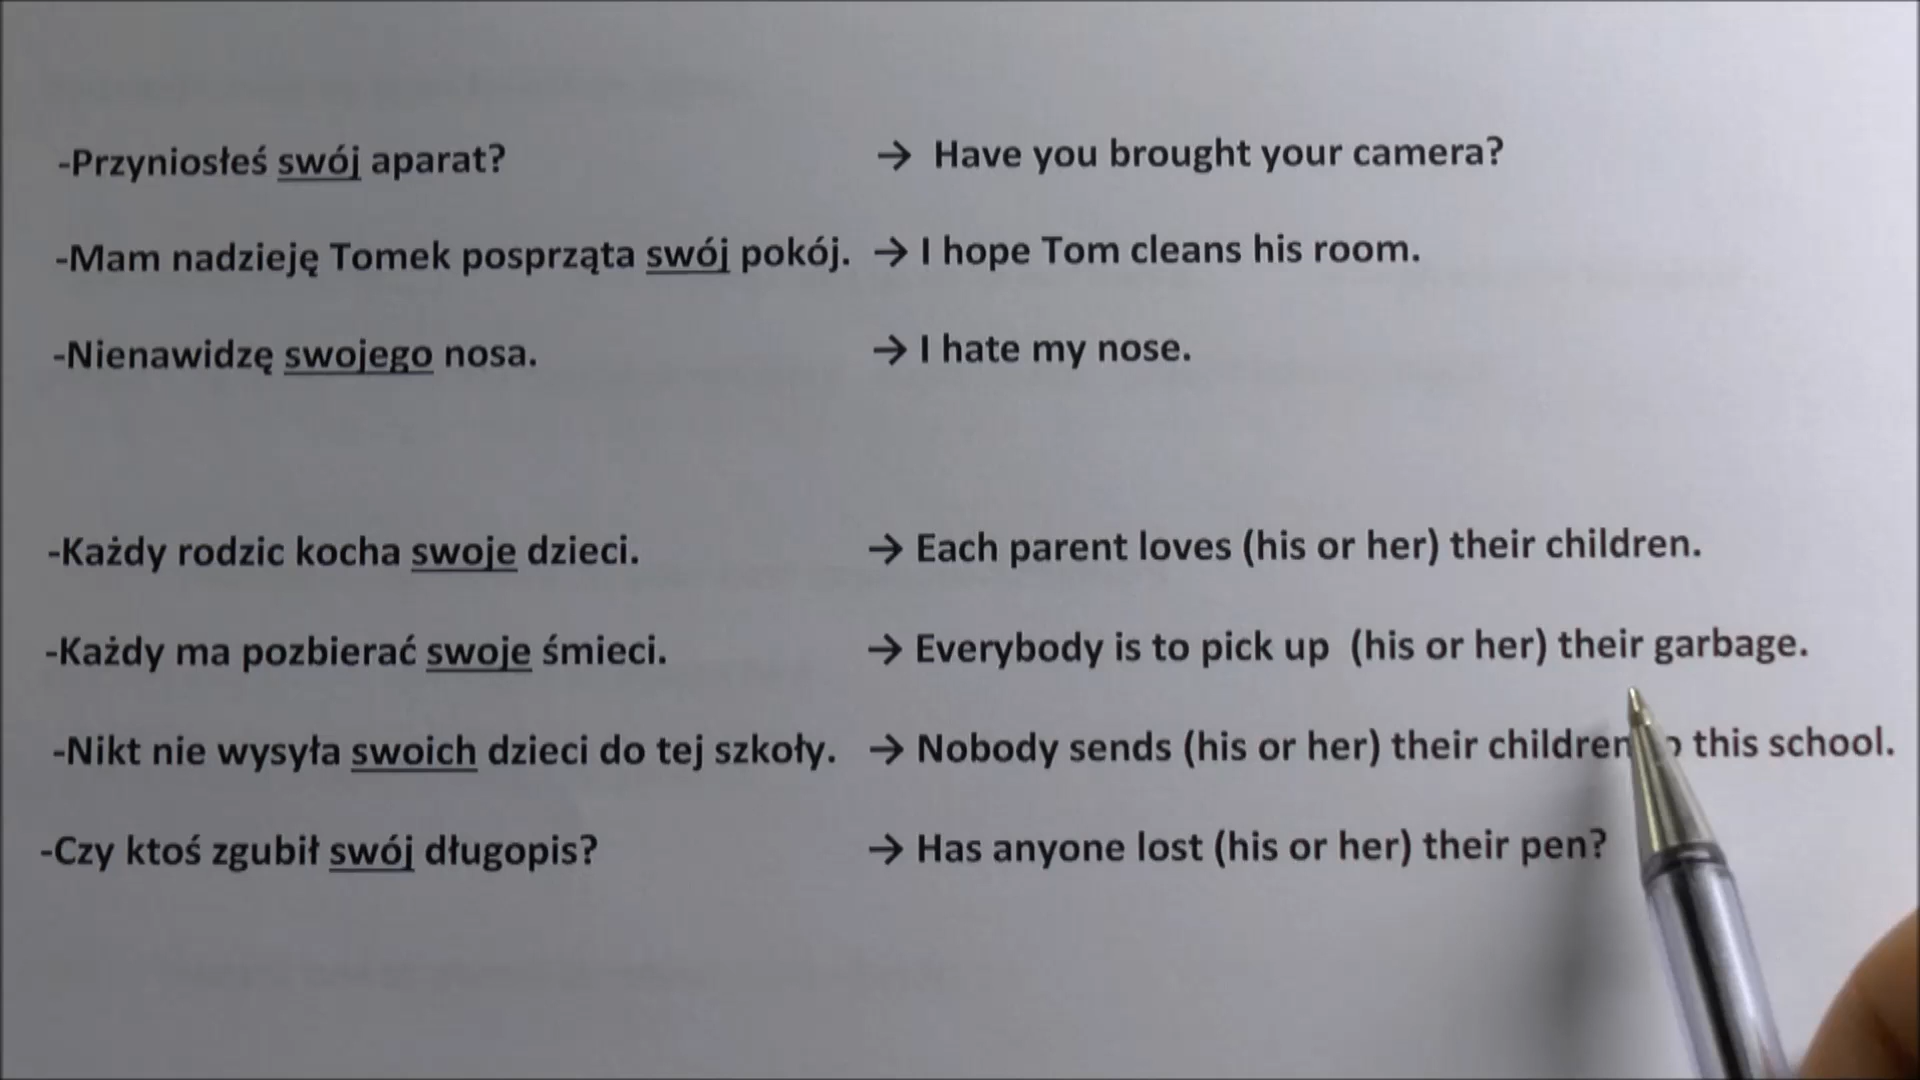 -Przyniosłeś swój aparat? → Have you brought your camera?
-Mam nadzieję Tomek posprząta swój pokój. → I hope Tom cleans his room.
-Nienawidzę swojego nosa. → I hate my nose.
-Każdy rodzic kocha swoje dzieci. → Each parent loves (his or her) their children.
-Każdy ma pozbierać swoje śmieci. → Everybody is to pick up (his or her) their garbage.
-Nikt nie wysyła swoich dzieci do tej szkoły. → Nobody sends (his or her) their children this school.
-Czy ktoś zgubił swój długopis? → Has anyone lost (his or her) their pen?